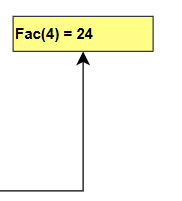 Fac(4) = 24